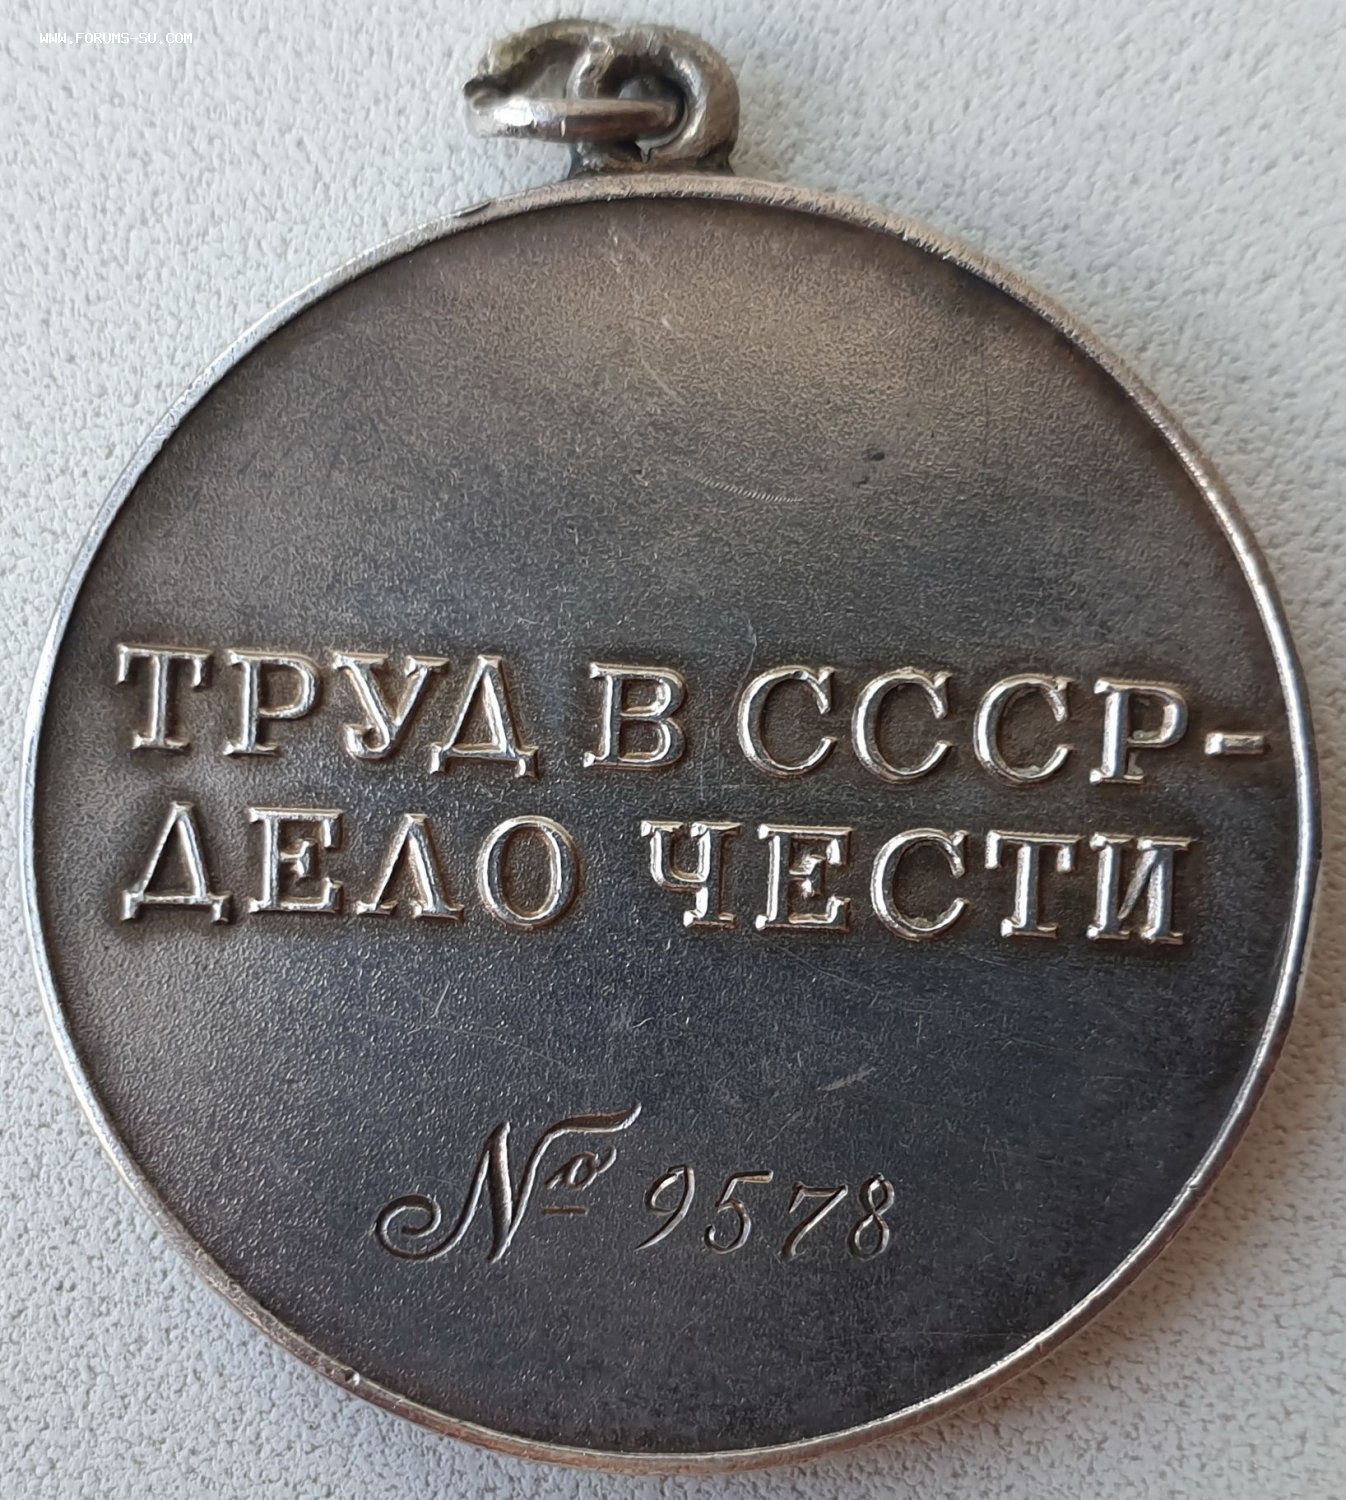 WWW.FORUMS-SU.COM
ТРУД В СССР-
ДЕЛО ЧЕСТИ
№ 9578